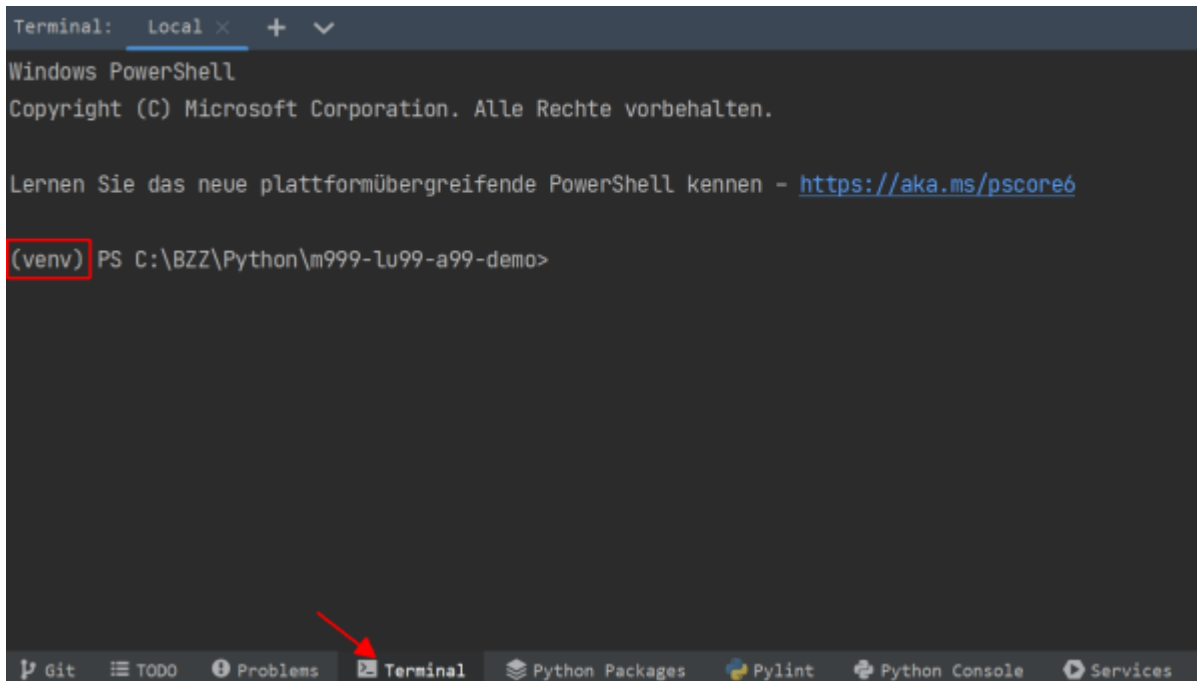 Terminal: Local × + 
Windows PowerShell
Copyright (C) Microsoft Corporation. Alle Rechte vorbehalten.
Lernen Sie das neue plattformübergreifende PowerShell kennen – https://aka.ms/pscore6
(venv) PS C:\BZZ\Python\m999-lu99-a99-demo>
Git TODO Problems Terminal Python Packages Pylint Python Console Services